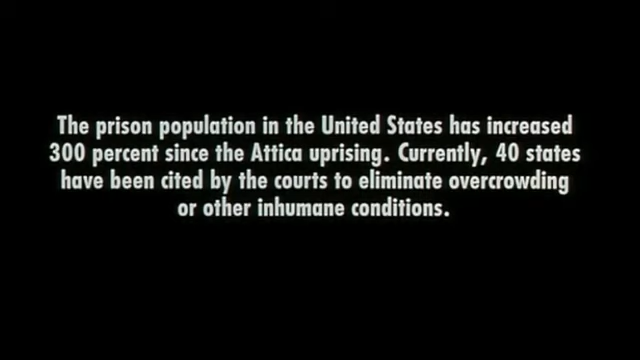 The prison population in the United States has increased
300 percent since the Attica uprising. Currently, 40 states
have been cited by the courts to eliminate overcrowding
or other inhumane conditions.